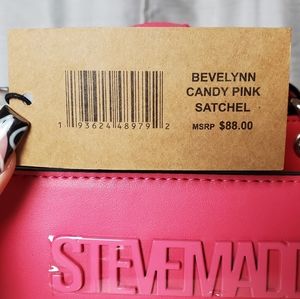 BEVELYNN
CANDY PINK
SATCHEL
1 93624 48979 2
MSRP $88.00
STEVEMADD